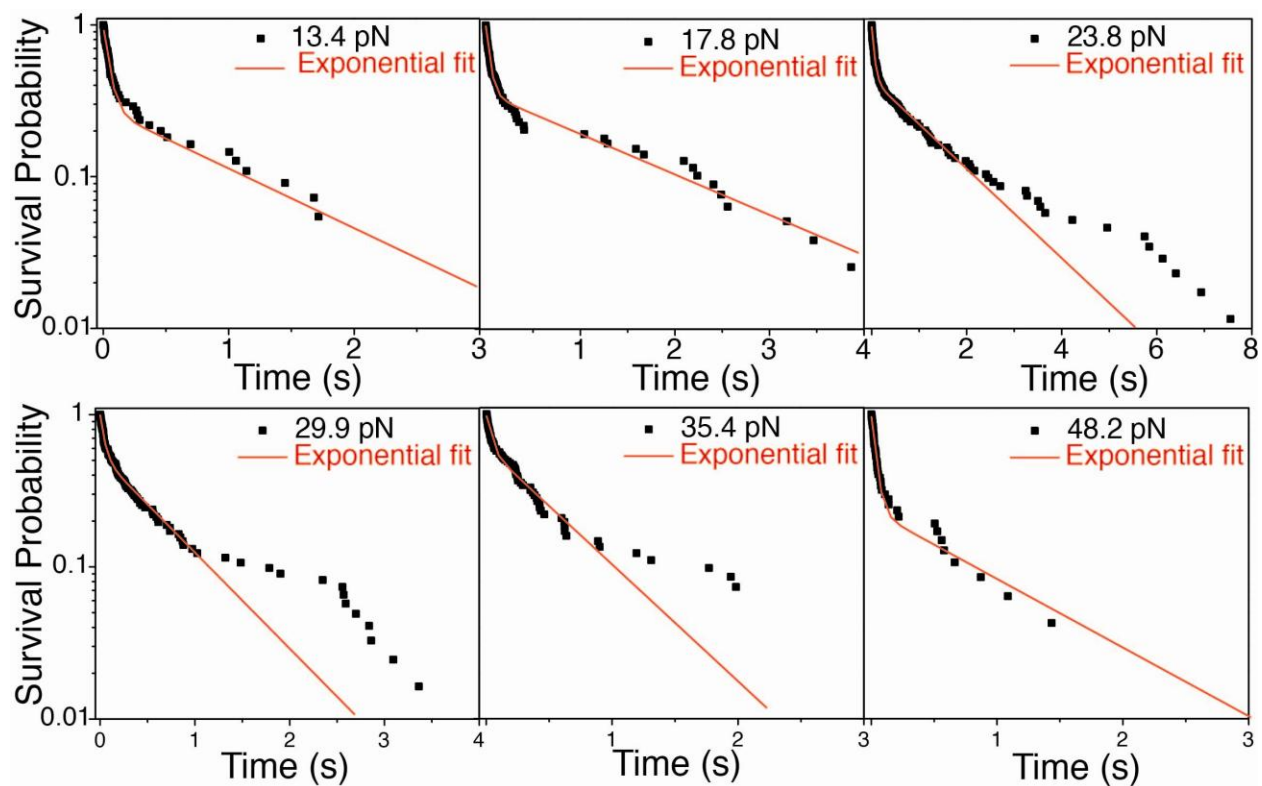 1
0.1
0.01
Survival Probability
13.4 pN
Exponential fit
0
1
2
3
Time (s)
17.8 pN
Exponential fit
1
2
3
4
Time (s)
23.8 pN
Exponential fit
2
4
6
8
Time (s)
1
0.1
0.01
Survival Probability
29.9 pN
Exponential fit
0
1
2
3
4
Time (s)
35.4 pN
Exponential fit
1
2
3
Time (s)
48.2 pN
Exponential fit
1
2
3
Time (s)